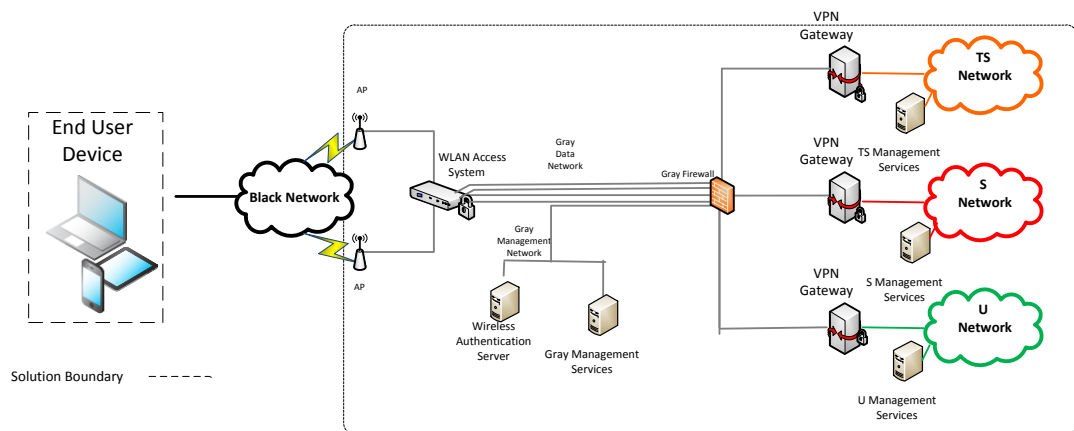 End User
Device
Black Network
AP
AP
WLAN Access
System
Gray
Data
Network
Gray Firewall
Gray
Management
Network
Wireless
Authentication
Server
Gray Management
Services
VPN
Gateway
TS
Network
TS Management
Services
VPN
Gateway
S
Network
S Management
Services
VPN
Gateway
U
Network
U Management
Services
Solution Boundary